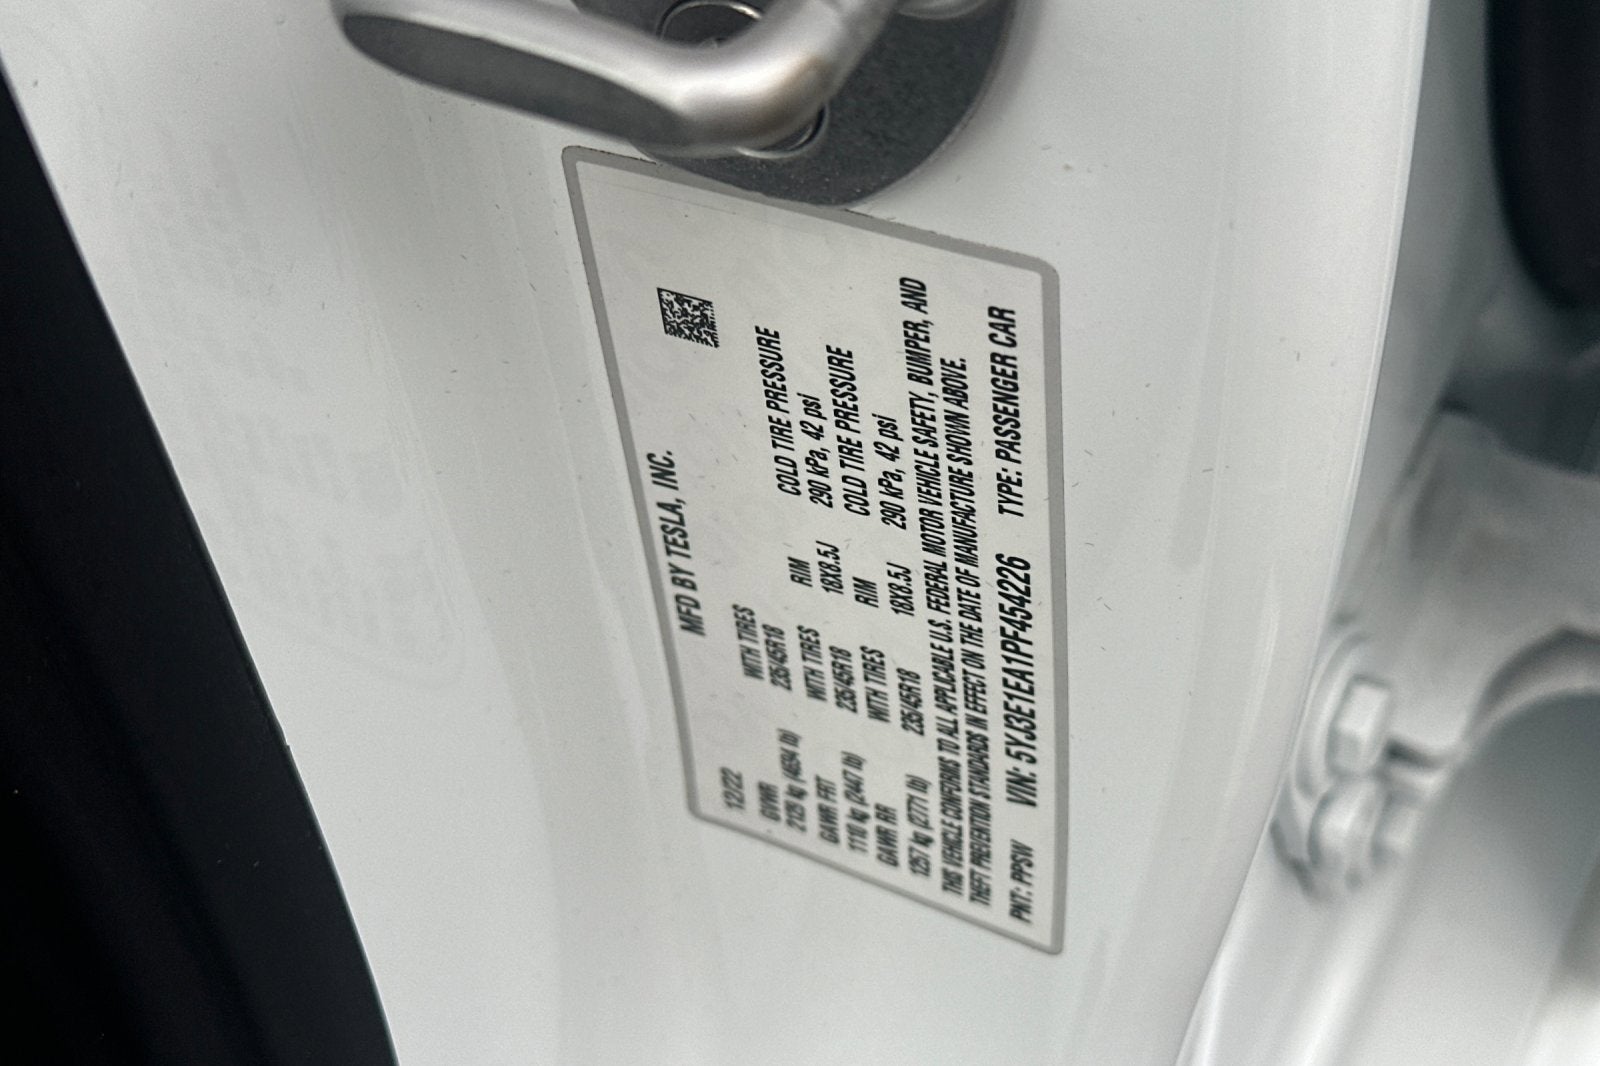 MFD BY TESLA, INC.
12/22
GVWR WITH TIRES RIM COLD TIRE PRESSURE
2129 kg (4694 lb) 235/45R18 18X8.5J 290 kPa, 42 psi
GAWR FRT WITH TIRES RIM COLD TIRE PRESSURE
1110 kg (2447 lb) 235/45R18 18X8.5J 290 kPa, 42 psi
GAWR RR WITH TIRES
1257 kg (2771 lb) 235/45R18
THIS VEHICLE CONFORMS TO ALL APPLICABLE U.S. FEDERAL MOTOR VEHICLE SAFETY, BUMPER, AND
THEFT PREVENTION STANDARDS IN EFFECT ON THE DATE OF MANUFACTURE SHOWN ABOVE.
PNT: PPSW VIN: 5YJ3E1EA1PF454226 TYPE: PASSENGER CAR